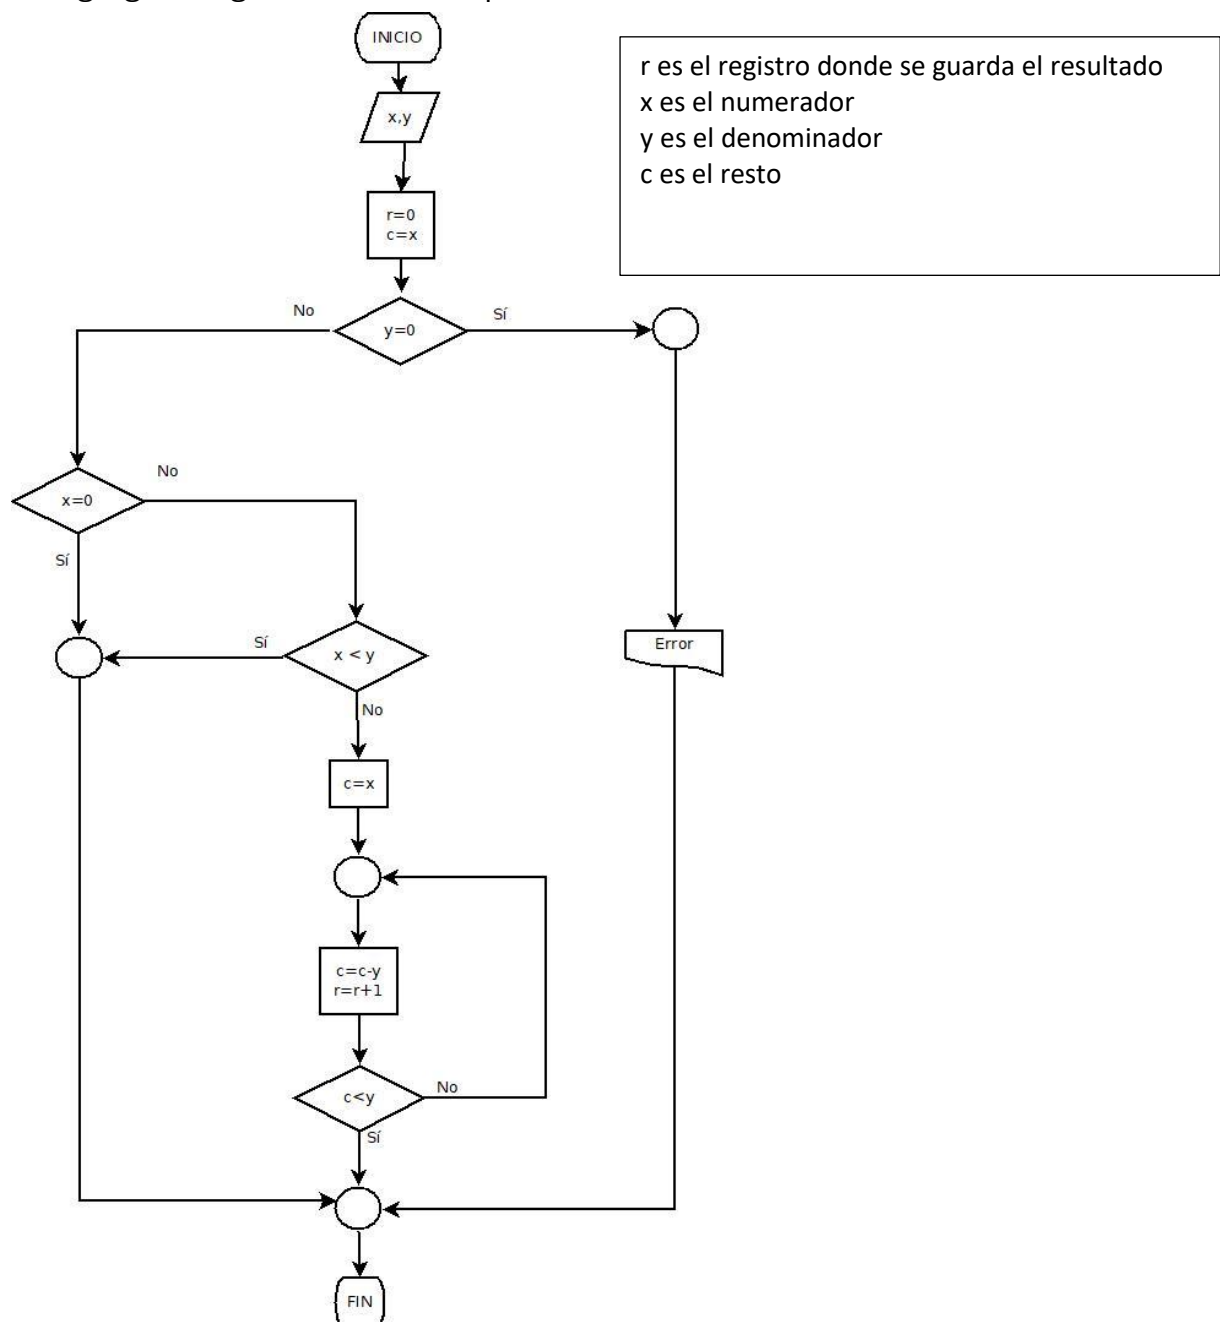 INICIO
r es el registro donde se guarda el resultado
x es el numerador
y es el denominador
c es el resto
x,y
r=0
c=x
No
y=0
Sí
x=0
No
Sí
Sí
x < y
Error
No
c=x
c=c-y
r=r+1
c<y
No
Sí
FIN